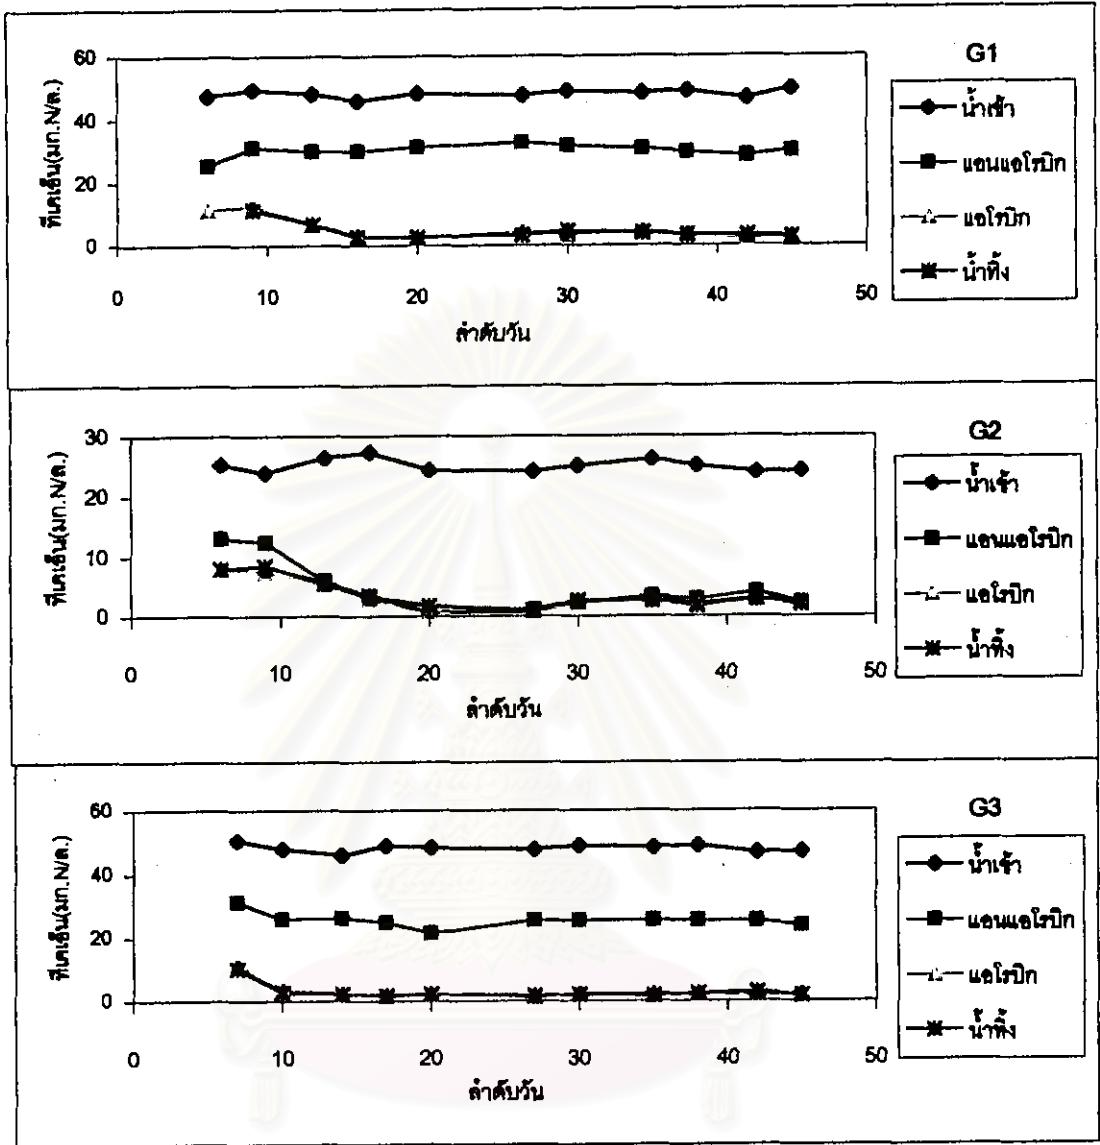 G1
ทีเคเอ็น(มก.N/ล.)
60
40
20
0
0 10 20 30 40 50
ลำดับวัน
น้ำเข้า
แอนแอโรบิก
แอโรบิก
น้ำทิ้ง
G2
ทีเคเอ็น(มก.N/ล.)
30
20
10
0
0 10 20 30 40 50
ลำดับวัน
น้ำเข้า
แอนแอโรบิก
แอโรบิก
น้ำทิ้ง
G3
ทีเคเอ็น(มก.N/ล.)
60
40
20
0
0 10 20 30 40 50
ลำดับวัน
น้ำเข้า
แอนแอโรบิก
แอโรบิก
น้ำทิ้ง